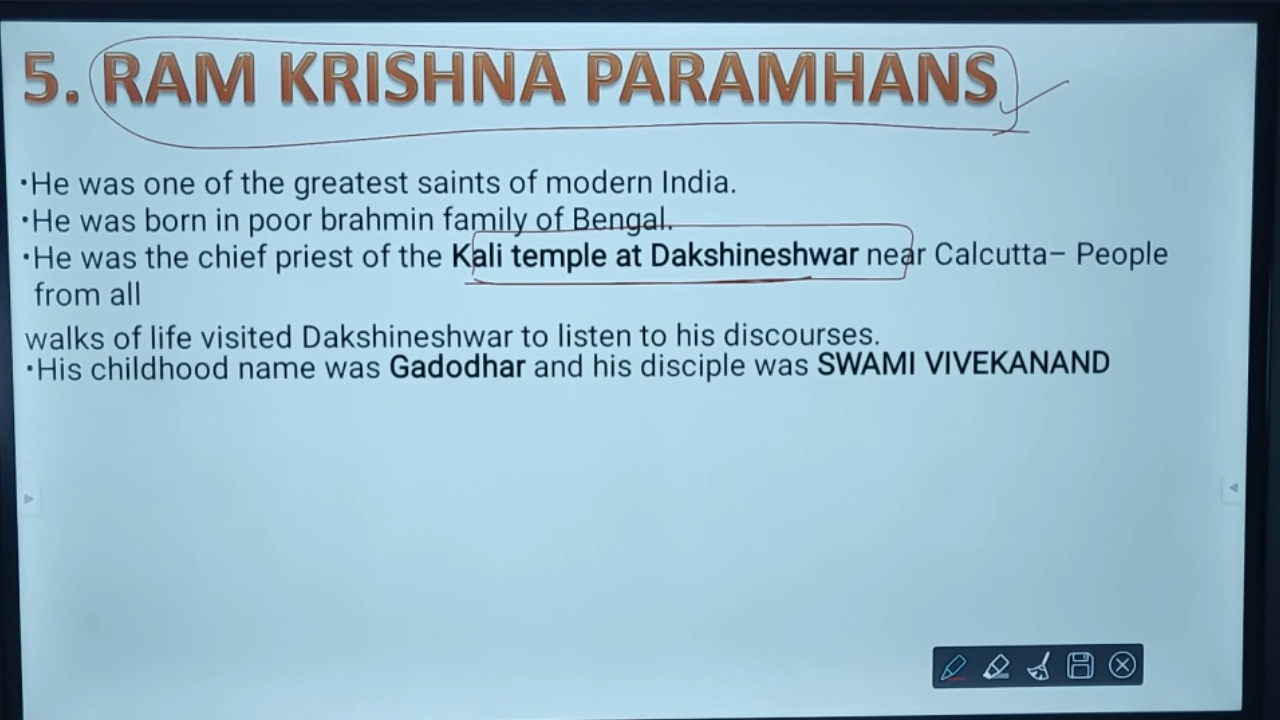 5. RAM KRISHNA PARAMHANS
•He was one of the greatest saints of modern India.
•He was born in poor brahmin family of Bengal.
•He was the chief priest of the Kali temple at Dakshineshwar near Calcutta– People
from all
walks of life visited Dakshineshwar to listen to his discourses.
•His childhood name was Gadodhar and his disciple was SWAMI VIVEKANAND